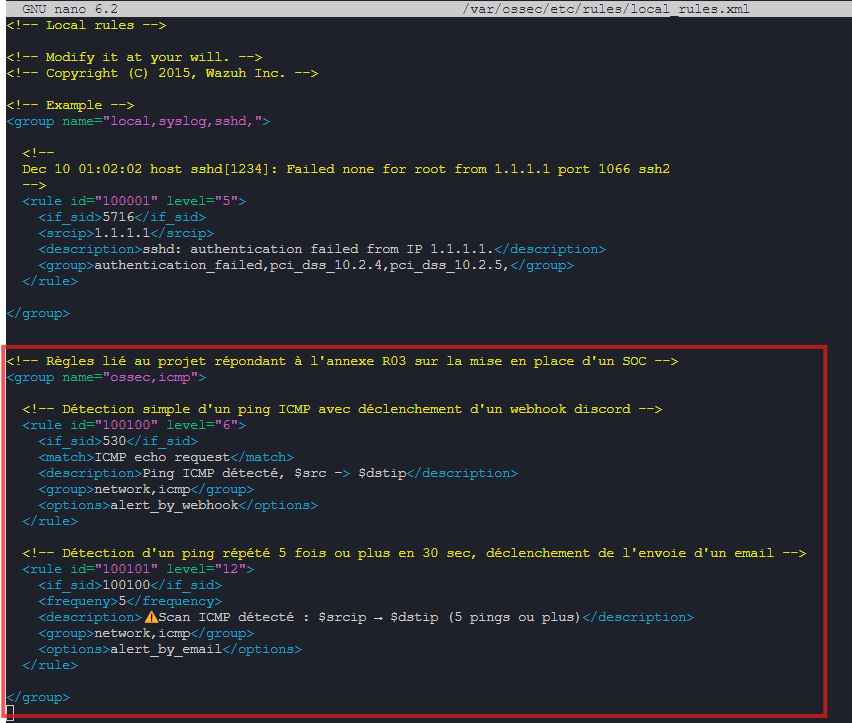 GNU nano 6.2 /var/ossec/etc/rules/local_rules.xml
<!-- Local rules -->
<!-- Modify it at your will. -->
<!-- Copyright (C) 2015, Wazuh Inc. -->
<!-- Example -->
<group name="local,syslog,sshd,">
<!--
Dec 10 01:02:02 host sshd[1234]: Failed none for root from 1.1.1.1 port 1066 ssh2
-->
<rule id="100001" level="5">
<if_sid>5716</if_sid>
<srcip>1.1.1.1</srcip>
<description>sshd: authentication failed from IP 1.1.1.1.</description>
<group>authentication_failed,pci_dss_10.2.4,pci_dss_10.2.5,</group>
</rule>
</group>
<!-- Règles lié au projet répondant à l'annexe R03 sur la mise en place d'un SOC -->
<group name="ossec,icmp">
<!-- Détection simple d'un ping ICMP avec déclenchement d'un webhook discord -->
<rule id="100100" level="6">
<if_sid>530</if_sid>
<match>ICMP echo request</match>
<description>Ping ICMP détecté, $src -> $dstip</description>
<group>network,icmp</group>
<options>alert_by_webhook</options>
</rule>
<!-- Détection d'un ping répété 5 fois ou plus en 30 sec, déclenchement de l'envoie d'un email -->
<rule id="100101" level="12">
<if_sid>100100</if_sid>
<frequeny>5</frequency>
<description>⚠Scan ICMP détecté : $srcip → $dstip (5 pings ou plus)</description>
<group>network,icmp</group>
<options>alert_by_email</options>
</rule>
</group>